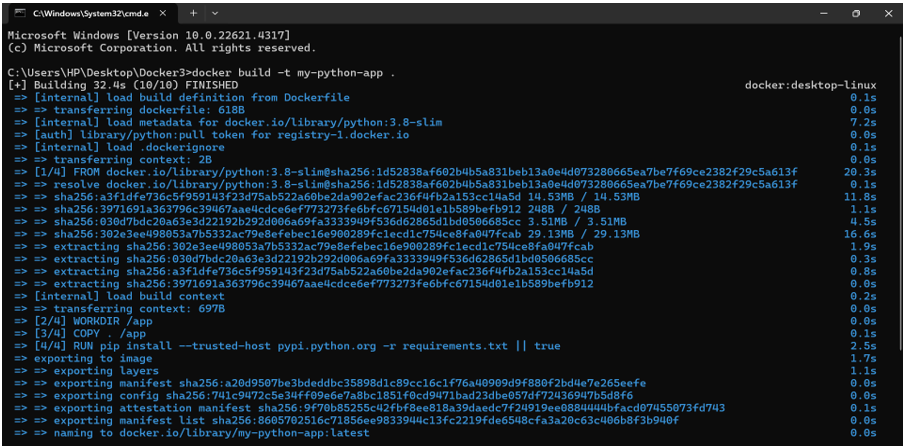 C:\Windows\System32\cmd.e
Microsoft Windows [Version 10.0.22621.4317]
(c) Microsoft Corporation. All rights reserved.
C:\Users\HP\Desktop\Docker3>docker build -t my-python-app .
[+] Building 32.4s (10/10) FINISHED docker:desktop-linux
=> [internal] load build definition from Dockerfile 0.1s
=> => transferring dockerfile: 618B 0.0s
=> [internal] load metadata for docker.io/library/python:3.8-slim 7.2s
=> [auth] library/python:pull token for registry-1.docker.io 0.0s
=> [internal] load .dockerignore 0.1s
=> => transferring context: 2B 0.0s
=> [1/4] FROM docker.io/library/python:3.8-slim@sha256:1d52838af602b4b5a831beb13a0e4d073280665ea7be7f69ce2382f29c5a613f 20.3s
=> => resolve docker.io/library/python:3.8-slim@sha256:1d52838af602b4b5a831beb13a0e4d073280665ea7be7f69ce2382f29c5a613f 0.1s
=> => sha256:a3f1dfe736c5f959143f23d75ab522a60be2da902efac236f4fb2a153cc14a5d 14.53MB / 14.53MB 11.8s
=> => sha256:3971691a363796c39467aae4cdce6ef773273fe6bfc67154d01e1b589befb912 248B / 248B 1.1s
=> => sha256:030d7bdc20a63e3d22192b292d006a69fa3333949f536d62865d1bd0506685cc 3.51MB / 3.51MB 4.5s
=> => sha256:302e3ee498053a7b5332ac79e8efebec16e900289fc1ecd1c754ce8fa047fcab 29.13MB / 29.13MB 16.6s
=> => extracting sha256:302e3ee498053a7b5332ac79e8efebec16e900289fc1ecd1c754ce8fa047fcab 1.9s
=> => extracting sha256:030d7bdc20a63e3d22192b292d006a69fa3333949f536d62865d1bd0506685cc 0.3s
=> => extracting sha256:a3f1dfe736c5f959143f23d75ab522a60be2da902efac236f4fb2a153cc14a5d 0.8s
=> => extracting sha256:3971691a363796c39467aae4cdce6ef773273fe6bfc67154d01e1b589befb912 0.0s
=> [internal] load build context 0.2s
=> => transferring context: 697B 0.0s
=> [2/4] WORKDIR /app 0.0s
=> [3/4] COPY . /app 0.1s
=> [4/4] RUN pip install --trusted-host pypi.python.org -r requirements.txt || true 2.5s
=> exporting to image 1.7s
=> => exporting layers 1.1s
=> => exporting manifest sha256:a20d9507be3bdeddbc35898d1c89cc16c1f76a40909d9f880f2bd4e7e265eefe 0.0s
=> => exporting config sha256:741c9472c5e34ff09e6e7a8bc1851f0cd9471bad23dbe057df72436947b5d8f6 0.0s
=> => exporting attestation manifest sha256:9f70b85255c42fbf8ee818a39daedc7f24919ee0884444bfacd07455073fd743 0.1s
=> => exporting manifest list sha256:8605702516c71856ee9833944c13fc2219fde6548cfa3a20c63c406b8f3b940f 0.0s
=> => naming to docker.io/library/my-python-app:latest 0.0s